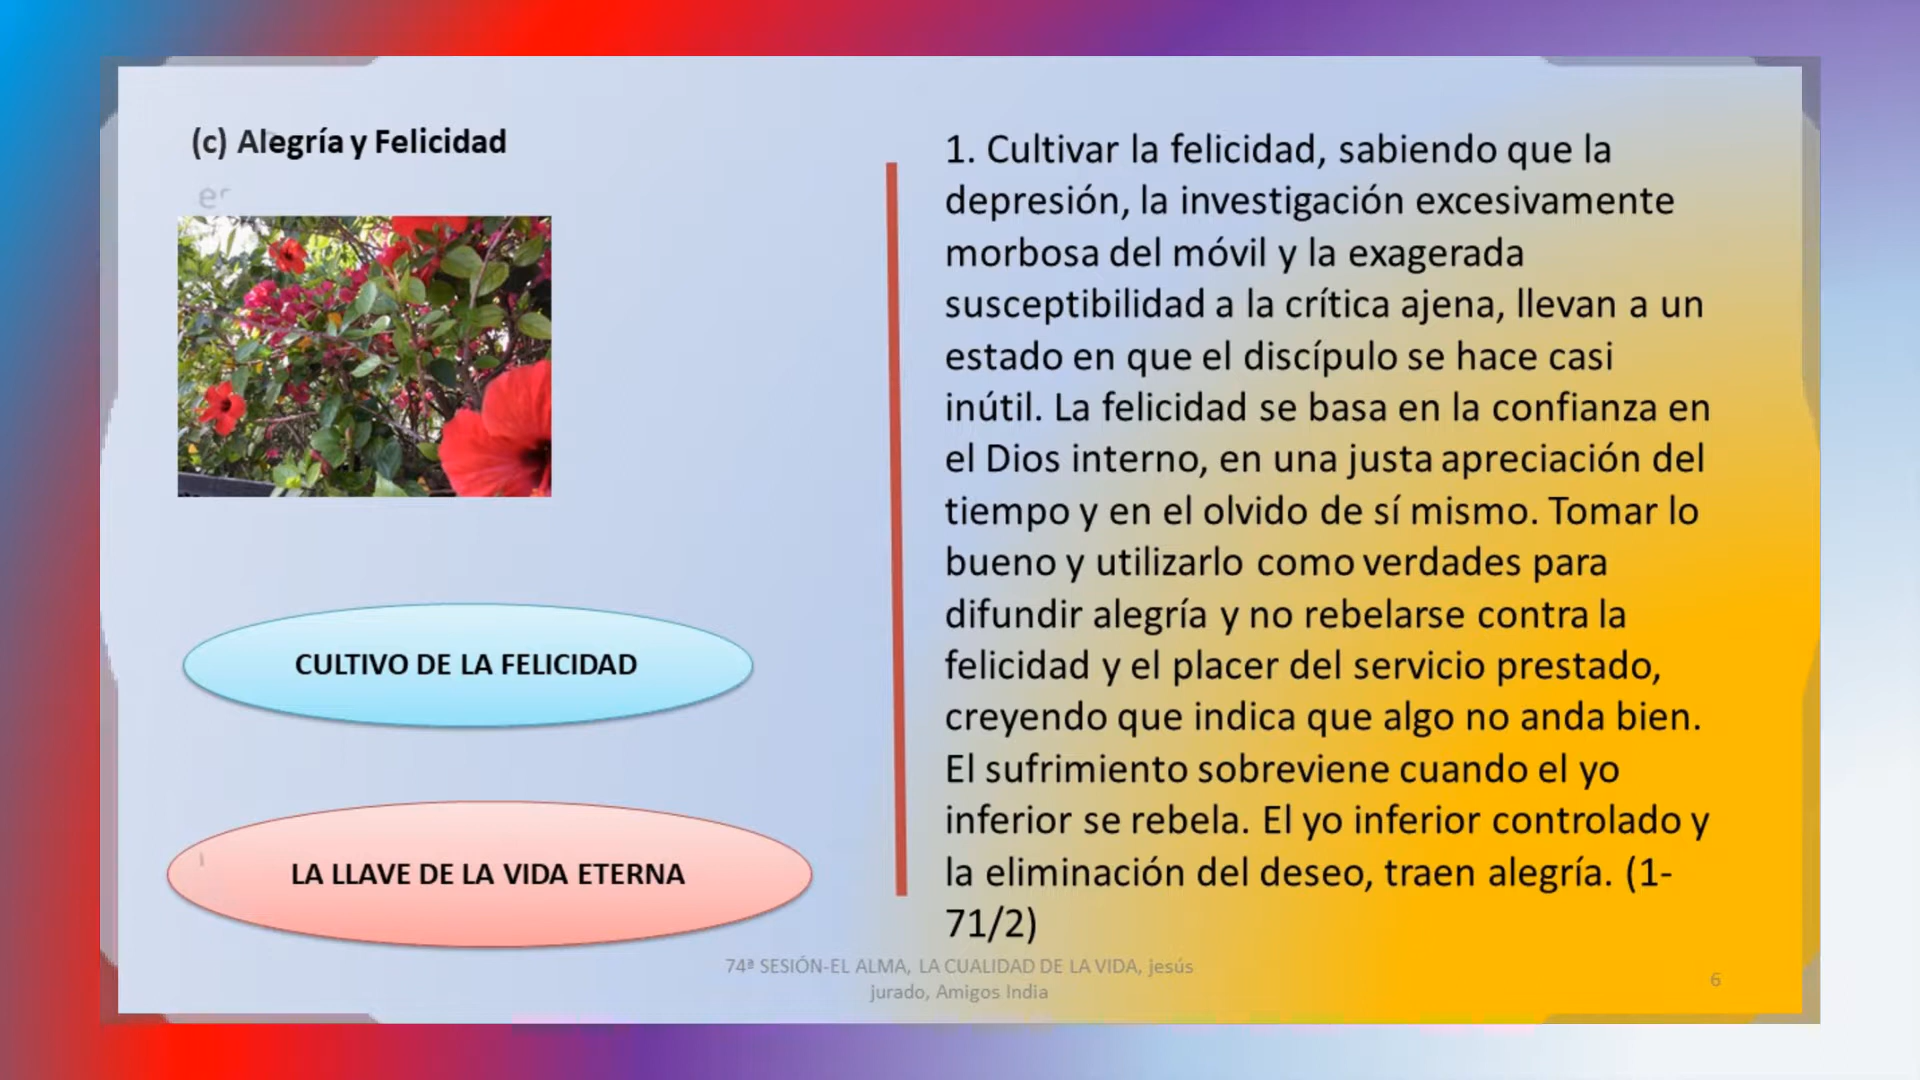 (c) Alegría y Felicidad
CULTIVO DE LA FELICIDAD
LA LLAVE DE LA VIDA ETERNA
1. Cultivar la felicidad, sabiendo que la
depresión, la investigación excesivamente
morbosa del móvil y la exagerada
susceptibilidad a la crítica ajena, llevan a un
estado en que el discípulo se hace casi
inútil. La felicidad se basa en la confianza en
el Dios interno, en una justa apreciación del
tiempo y en el olvido de sí mismo. Tomar lo
bueno y utilizarlo como verdades para
difundir alegría y no rebelarse contra la
felicidad y el placer del servicio prestado,
creyendo que indica que algo no anda bien.
El sufrimiento sobreviene cuando el yo
inferior se rebela. El yo inferior controlado y
la eliminación del deseo, traen alegría. (1-
71/2)
74ª SESIÓN-EL ALMA, LA CUALIDAD DE LA VIDA, jesús
jurado, Amigos India
6